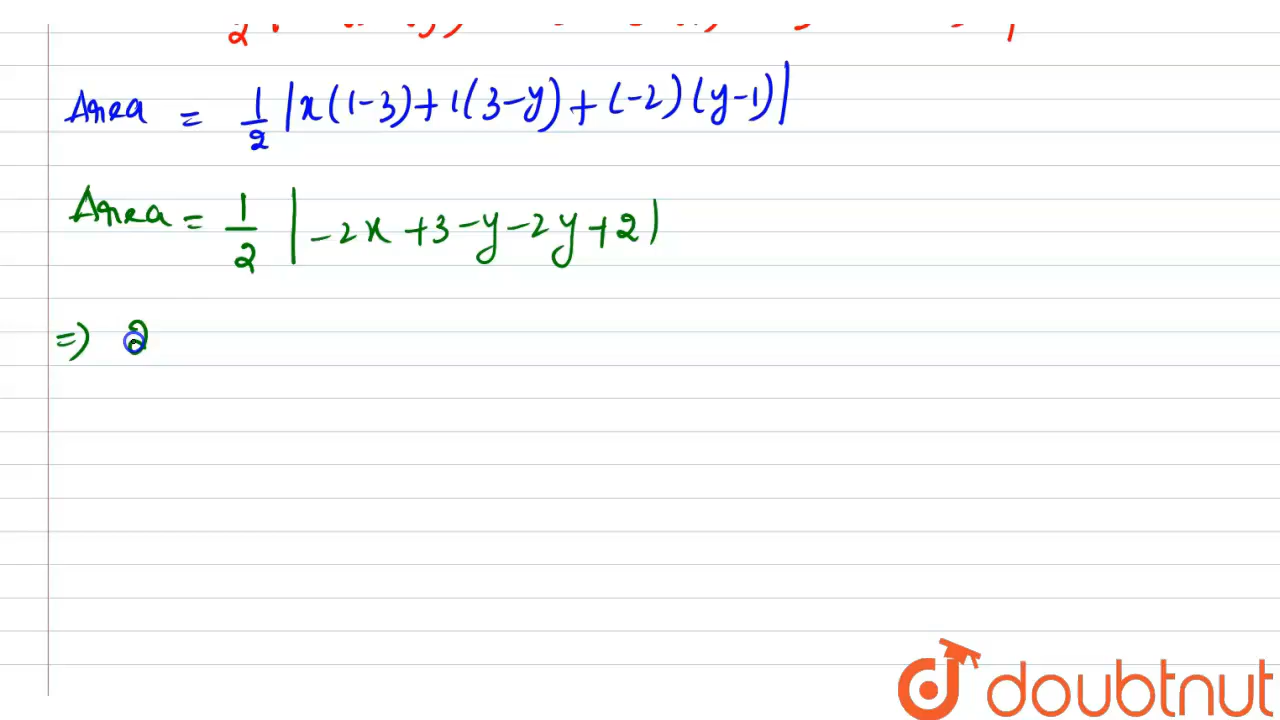 Area = 1/2 |x(1-3)+1(3-y)+(-2)(y-1)|
Area = 1/2 |-2x+3-y-2y+2|
=) 2
doubtnut